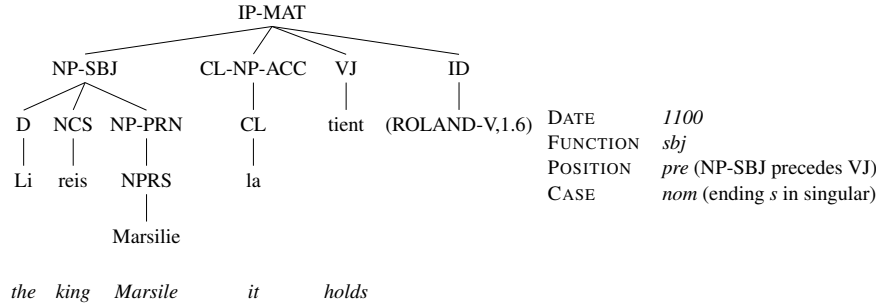 IP-MAT
NP-SBJ CL-NP-ACC VJ ID
D NCS NP-PRN CL tient (ROLAND-V,1.6)
Li reis NPRS la
Marsilie
the king Marsile it holds
DATE 1100
FUNCTION sbj
POSITION pre (NP-SBJ precedes VJ)
CASE nom (ending s in singular)